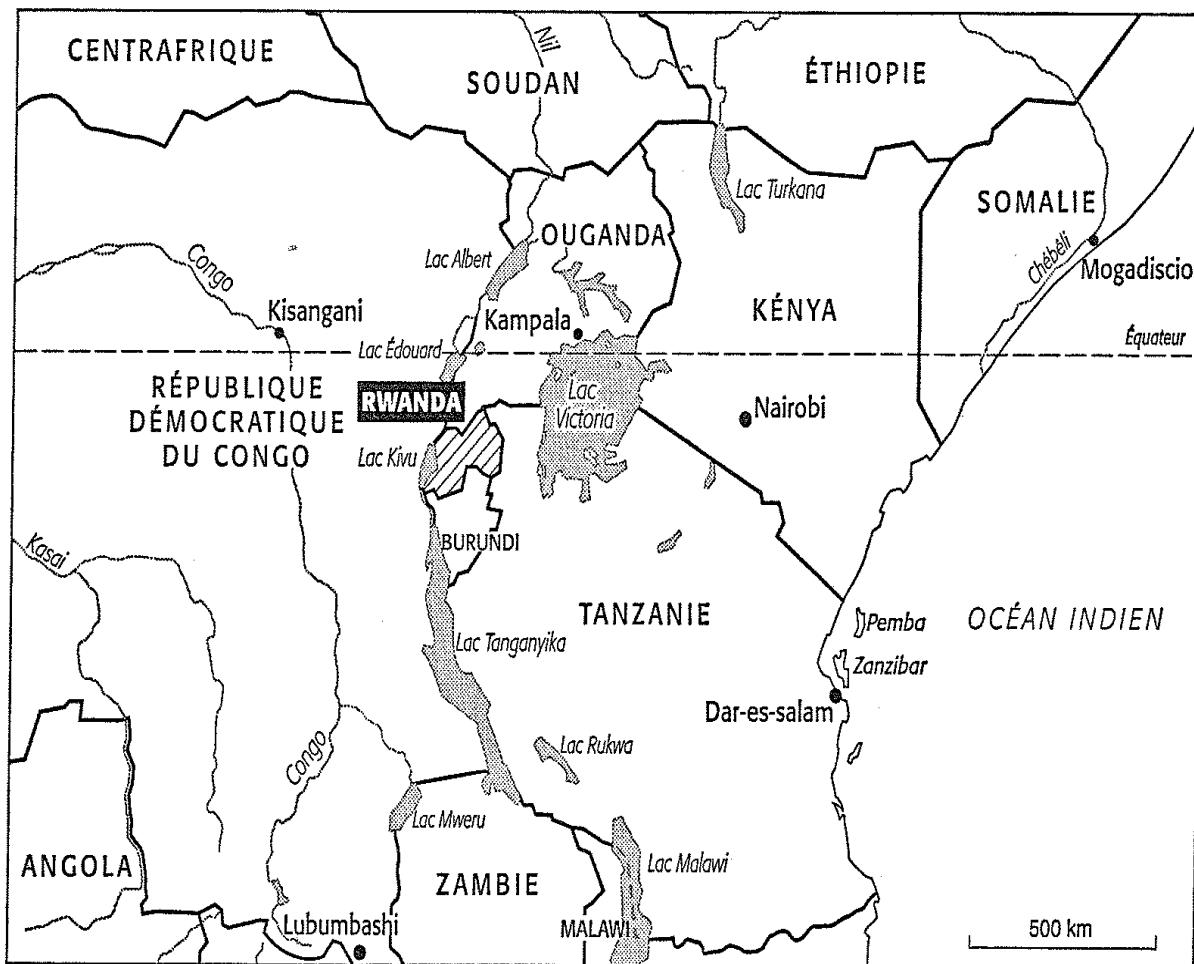 CENTRAFRIQUE
Nil
SOUDAN
ÉTHIOPIE
Lac Turkana
SOMALIE
OUGANDA
Lac Albert
Chébéli
Mogadiscio
Congo
Kisangani
Kampala
KÉNYA
Équateur
Lac Édouard
RÉPUBLIQUE
DÉMOCRATIQUE
DU CONGO
RWANDA
Lac
Victoria
Nairobi
Lac Kivu
Kasai
BURUNDI
TANZANIE
Pemba
OCÉAN INDIEN
Lac Tanganyika
Zanzibar
Dar-es-salam
Congo
Lac Rukwa
Lac Mweru
ANGOLA
ZAMBIE
Lac Malawi
Lubumbashi
MALAWI
500 km